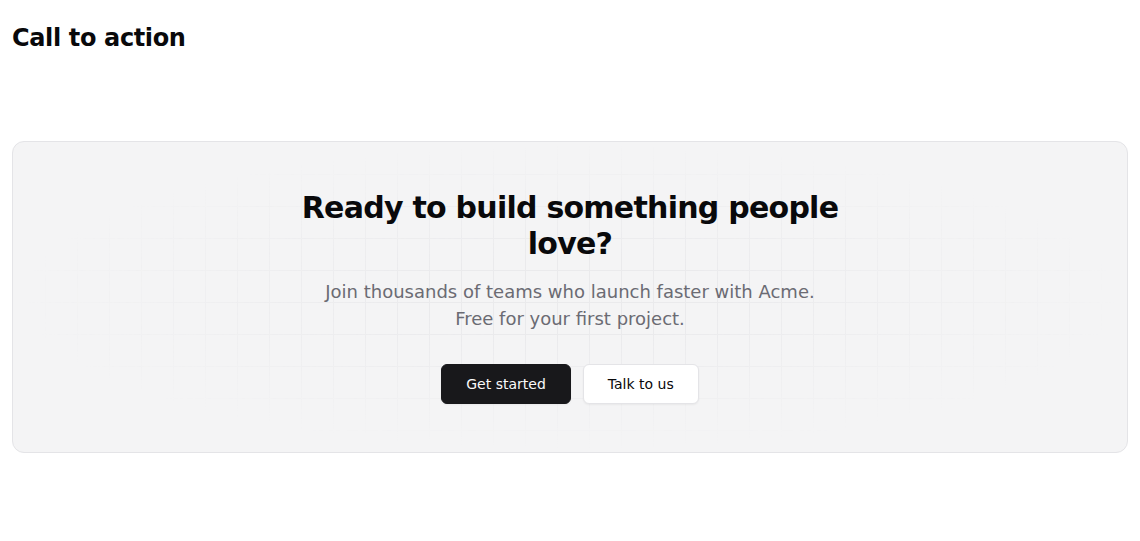 Call to action
Ready to build something people
love?
Join thousands of teams who launch faster with Acme.
Free for your first project.
Get started
Talk to us